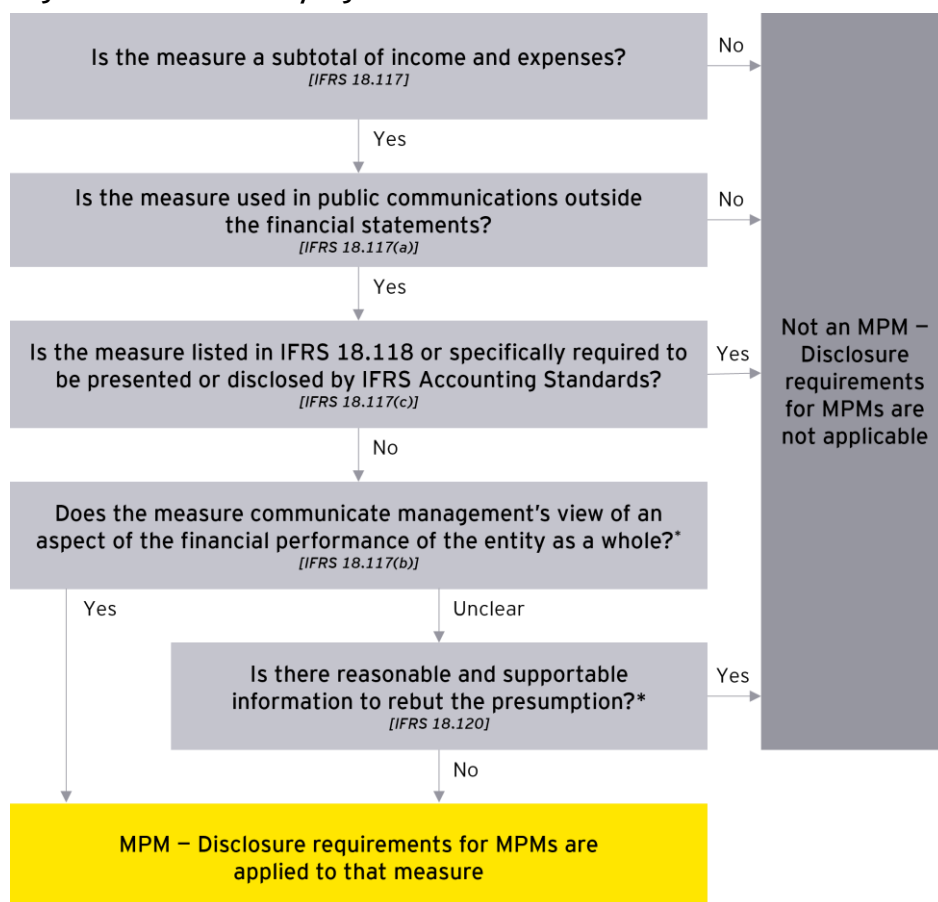 Is the measure a subtotal of income and expenses?
[IFRS 18.117]
No
Yes
Is the measure used in public communications outside
the financial statements?
[IFRS 18.117(a)]
No
Yes
Is the measure listed in IFRS 18.118 or specifically required to
be presented or disclosed by IFRS Accounting Standards?
[IFRS 18.117(c)]
Yes
No
Not an MPM –
Disclosure
requirements
for MPMs are
not applicable
Does the measure communicate management's view of an
aspect of the financial performance of the entity as a whole?*
[IFRS 18.117(b)]
Yes
Unclear
Is there reasonable and supportable
information to rebut the presumption?*
[IFRS 18.120]
Yes
No
MPM – Disclosure requirements for MPMs are
applied to that measure